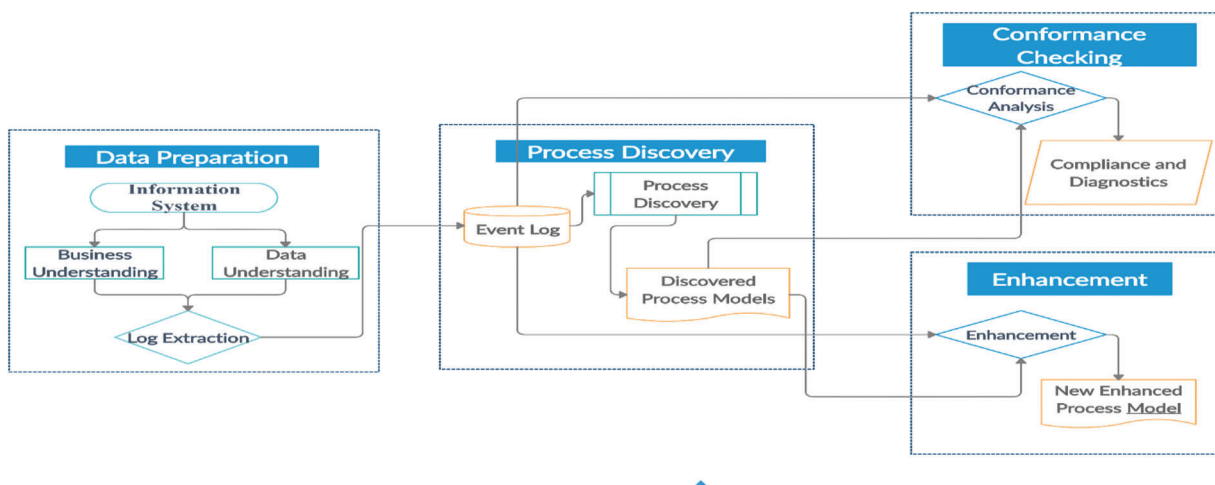 Data Preparation
Information
System
Business
Understanding
Data
Understanding
Log Extraction
Process Discovery
Event Log
Process
Discovery
Discovered
Process Models
Conformance
Checking
Conformance
Analysis
Compliance and
Diagnostics
Enhancement
Enhancement
New Enhanced
Process Model